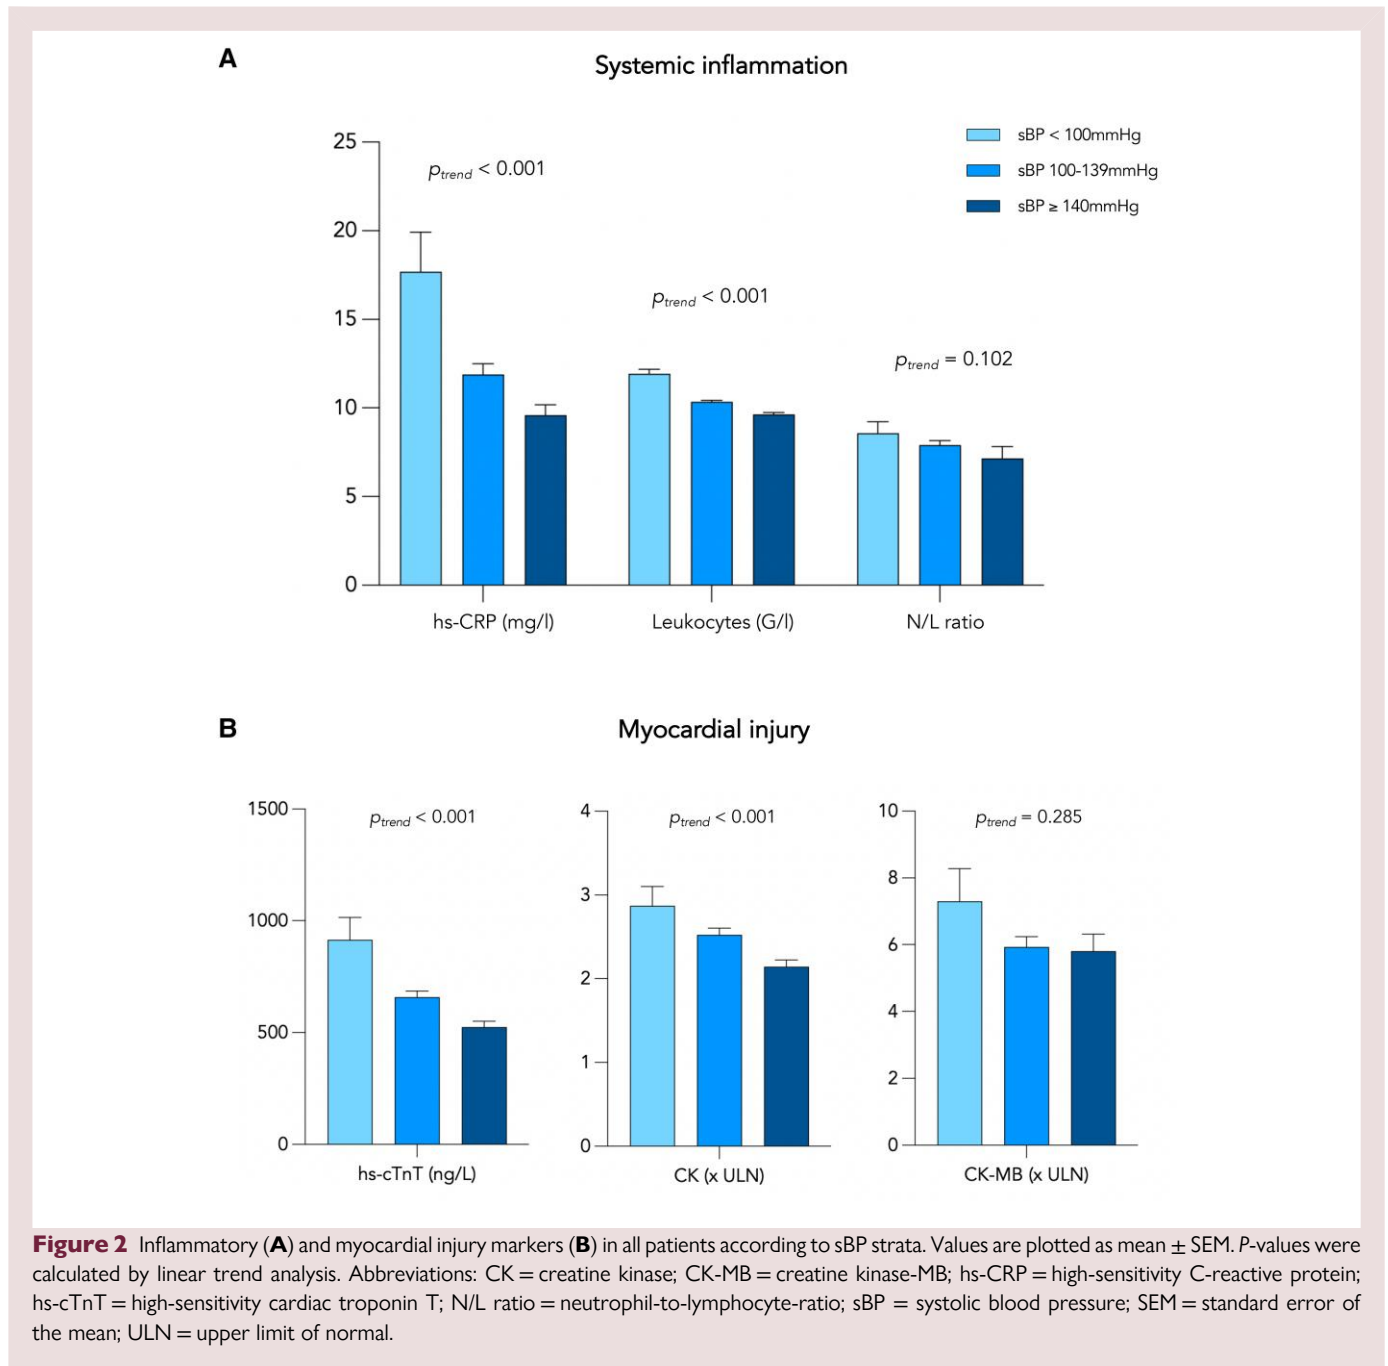 A
Systemic inflammation
sBP < 100mmHg
sBP 100-139mmHg
sBP ≥ 140mmHg
25
20
15
10
5
0
ptrend < 0.001
ptrend < 0.001
ptrend = 0.102
hs-CRP (mg/l)
Leukocytes (G/l)
N/L ratio
B
Myocardial injury
1500
1000
500
0
ptrend < 0.001
hs-cTnT (ng/L)
4
3
2
1
0
ptrend < 0.001
CK (x ULN)
10
8
6
4
2
0
ptrend = 0.285
CK-MB (x ULN)
Figure 2 Inflammatory (A) and myocardial injury markers (B) in all patients according to sBP strata. Values are plotted as mean ± SEM. P-values were
calculated by linear trend analysis. Abbreviations: CK = creatine kinase; CK-MB = creatine kinase-MB; hs-CRP = high-sensitivity C-reactive protein;
hs-cTnT = high-sensitivity cardiac troponin T; N/L ratio = neutrophil-to-lymphocyte-ratio; sBP = systolic blood pressure; SEM = standard error of
the mean; ULN = upper limit of normal.